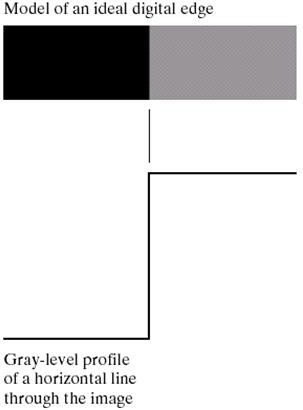 Model of an ideal digital edge
Gray-level profile
of a horizontal line
through the image